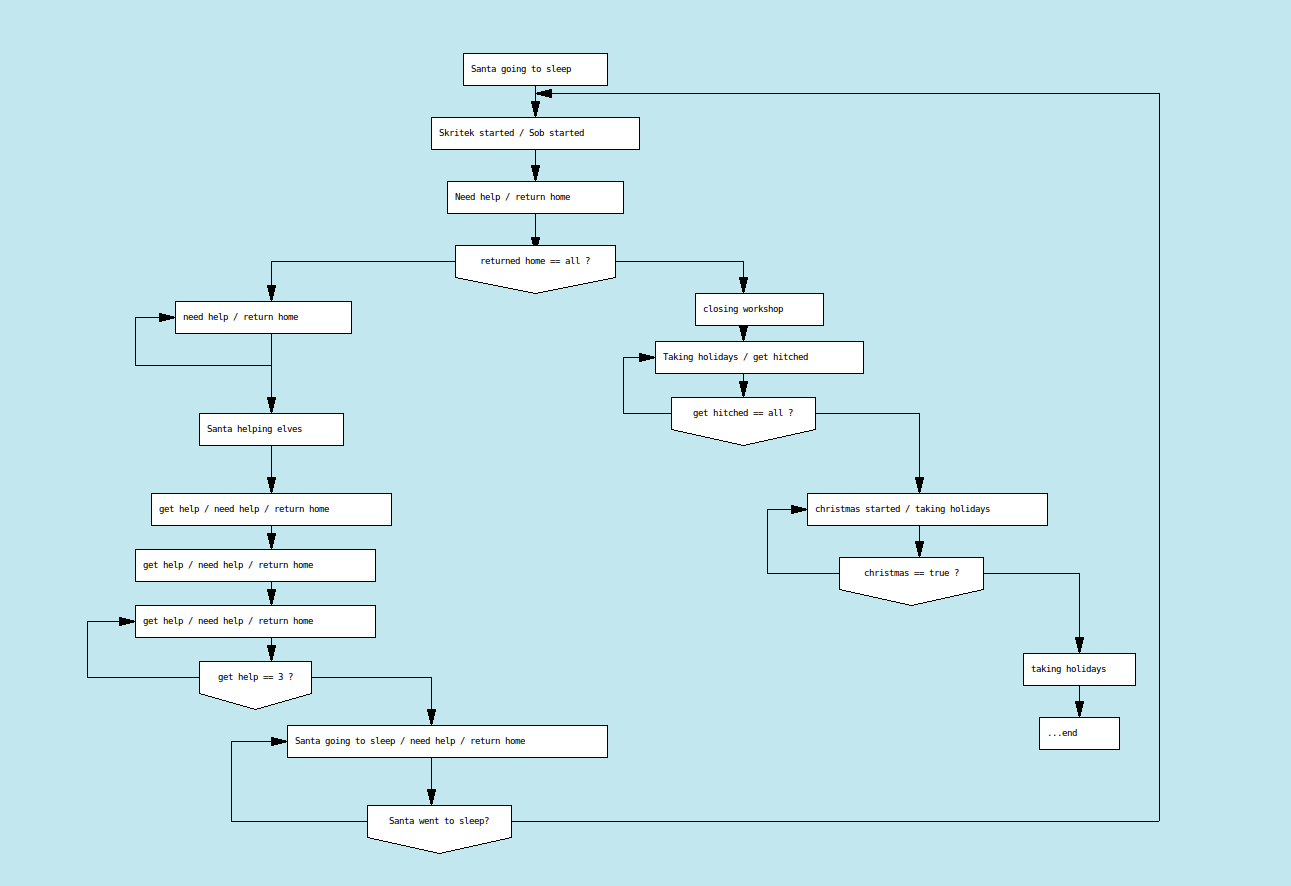 Santa going to sleep
Skritek started / Sob started
Need help / return home
returned home == all ?
need help / return home
closing workshop
Taking holidays / get hitched
get hitched == all ?
Santa helping elves
get help / need help / return home
christmas started / taking holidays
get help / need help / return home
christmas == true ?
get help / need help / return home
get help == 3 ?
taking holidays
Santa going to sleep / need help / return home
...end
Santa went to sleep?